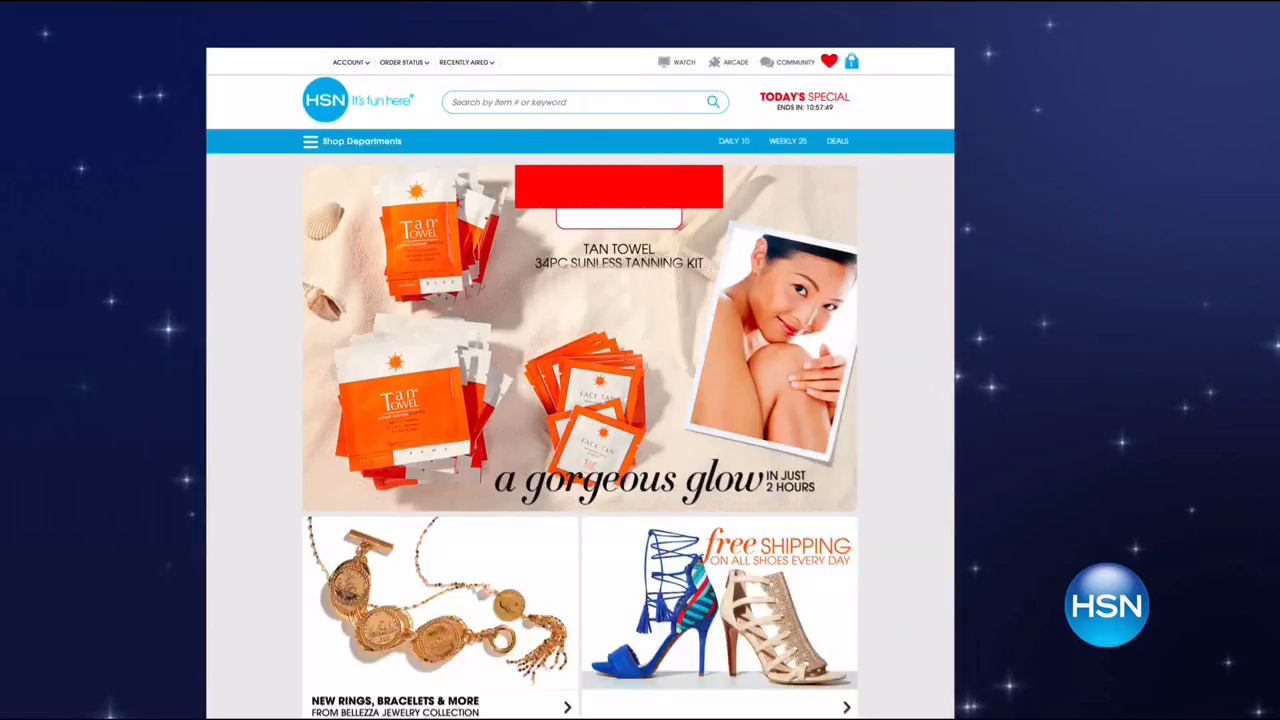 ACCOUNT ORDER STATUS RECENTLY AIRED
WATCH ARCADE COMMUNITY
HSN It's fun here
Search by item # or keyword
TODAY'S SPECIAL
ENDS IN: 10:57:49
Shop Departments
DAILY 10 WEEKLY 25 DEALS
TAN TOWEL
34PC SUNLESS TANNING KIT
Tan
TOWEL
Tan
TOWEL
FACE TAN
FACE TAN
a gorgeous glow IN JUST
2 HOURS
free SHIPPING
ON ALL SHOES EVERY DAY
HSN
NEW RINGS, BRACELETS & MORE
FROM BELLEZZA JEWELRY COLLECTION